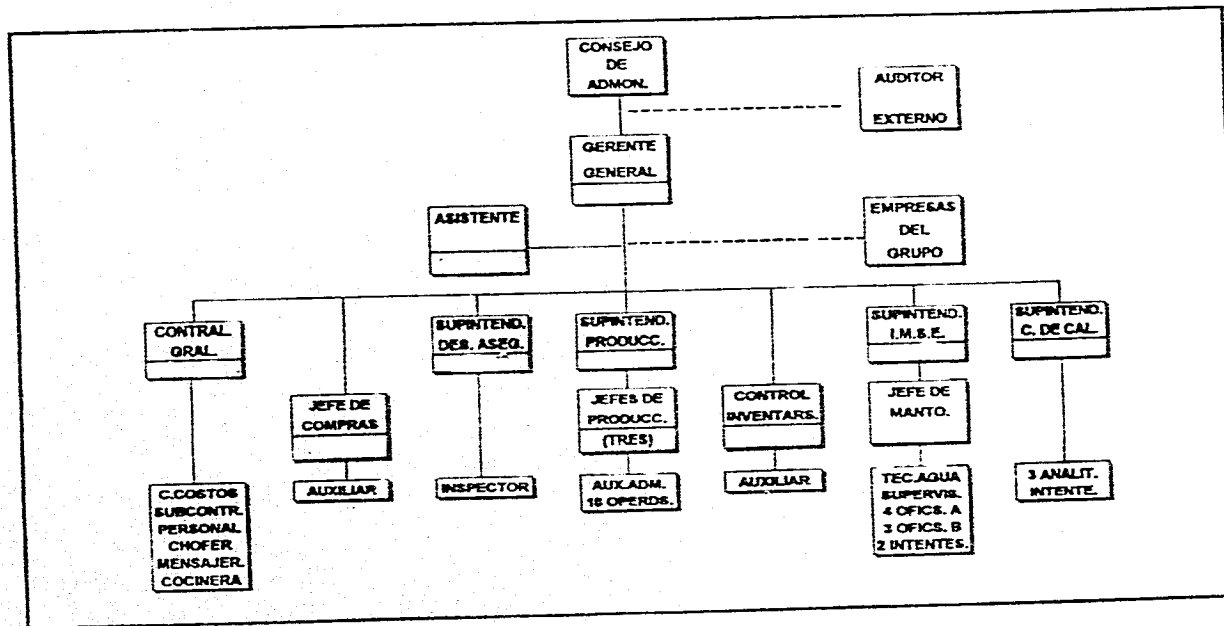 CONSEJO
DE
ADMON.
AUDITOR
EXTERNO
GERENTE
GENERAL
ASISTENTE
EMPRESAS
DEL
GRUPO
CONTRAL.
GRAL.
SUPINTEND.
DES. ASEG.
SUPINTEND.
PRODUCC.
SUPINTEND.
I.M.S.E.
SUPINTEND.
C. DE CAL.
JEFE DE
COMPRAS
JEFES DE
PRODUCC.
(TRES)
CONTROL
INVENTARS.
JEFE DE
MANTO.
C.COSTOS
SUBCONTR.
PERSONAL
CHOFER
MENSAJER.
COCINERA
AUXILIAR
INSPECTOR
AUX.ADM.
18 OPERDS.
AUXILIAR
TEC.AGUA
SUPERVIS.
4 OFICS. A
3 OFICS. B
2 INTENTES.
3 ANALIT.
INTENTE.